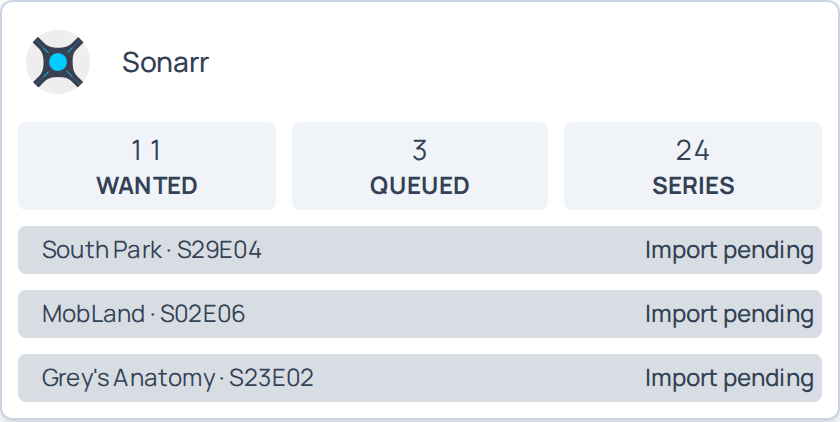 Sonarr
11
WANTED
3
QUEUED
24
SERIES
South Park · S29E04
Import pending
MobLand · S02E06
Import pending
Grey's Anatomy · S23E02
Import pending